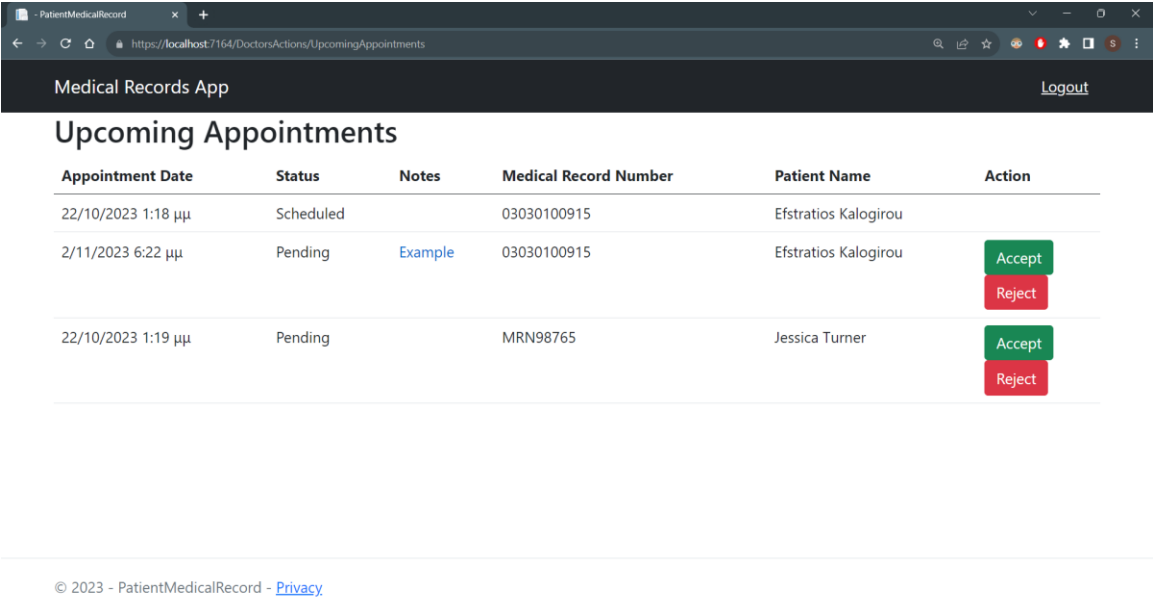 - PatientMedicalRecord
https://localhost:7164/DoctorsActions/UpcomingAppointments
S
Medical Records App Logout
Upcoming Appointments
Appointment Date Status Notes Medical Record Number Patient Name Action
22/10/2023 1:18 μμ Scheduled 03030100915 Efstratios Kalogirou
2/11/2023 6:22 μμ Pending Example 03030100915 Efstratios Kalogirou Accept
Reject
22/10/2023 1:19 μμ Pending MRN98765 Jessica Turner Accept
Reject
© 2023 - PatientMedicalRecord - Privacy